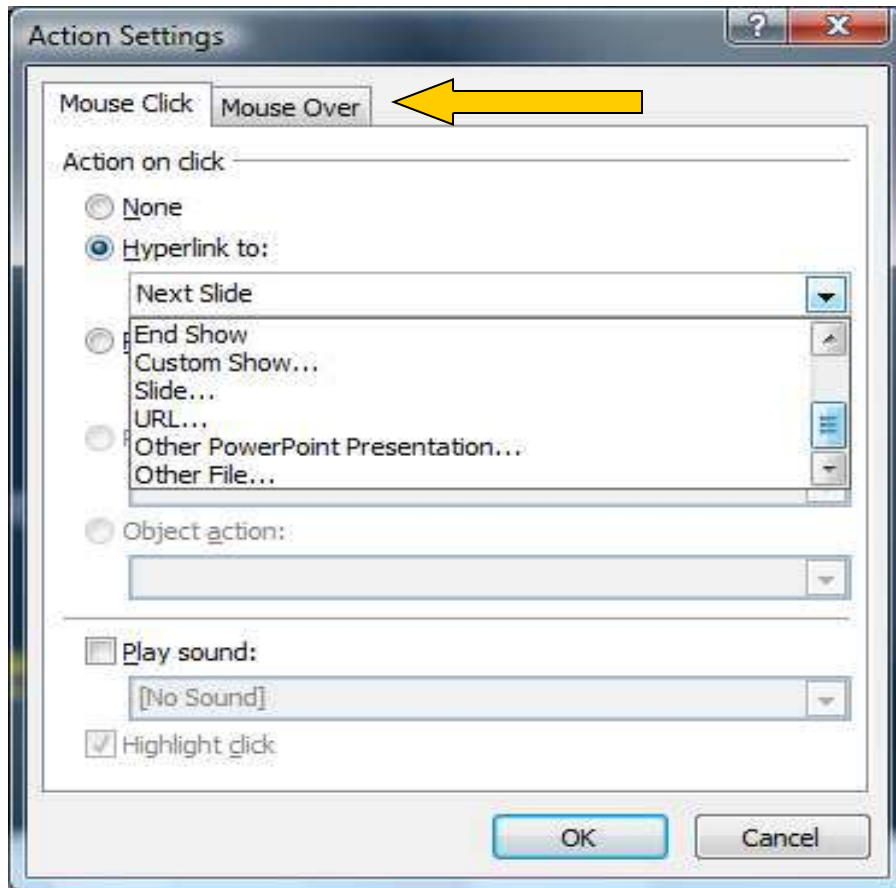 Action Settings
?
X
Mouse Click Mouse Over
Action on click
None
Hyperlink to:
Next Slide
End Show
Custom Show...
Slide...
URL...
Other PowerPoint Presentation...
Other File...
Object action:
Play sound:
[No Sound]
Highlight click
OK Cancel